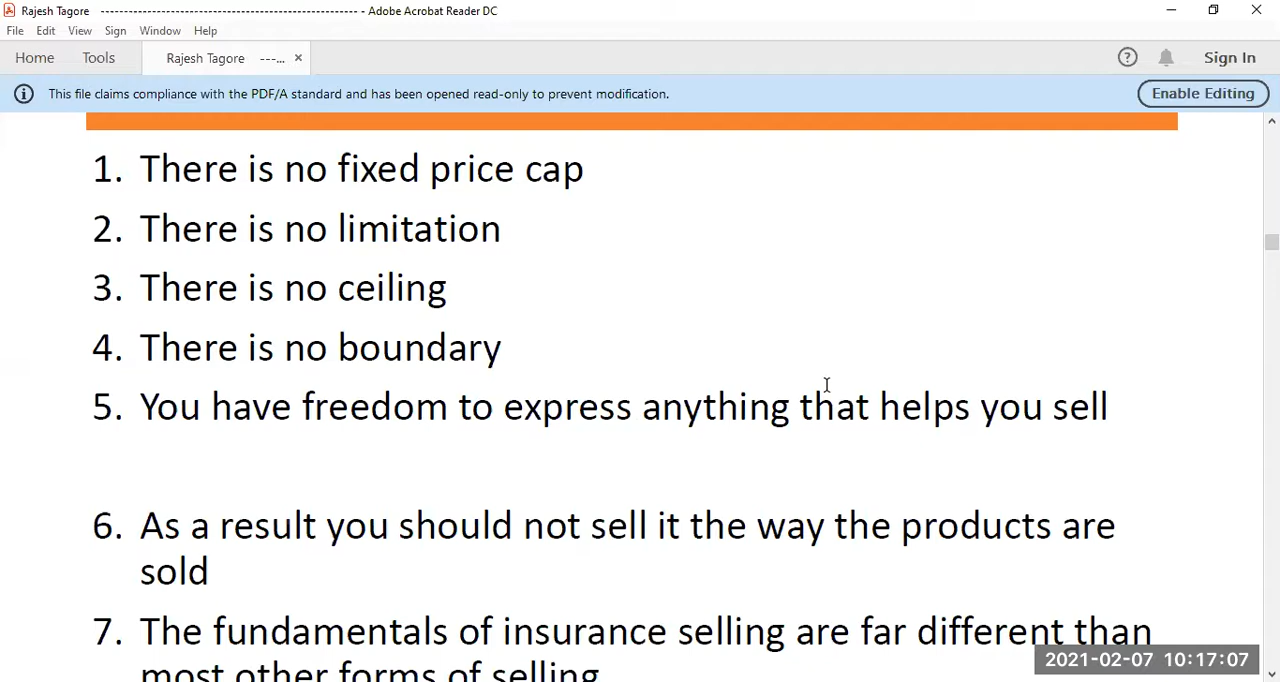 Rajesh Tagore ---------------------------------------------------- - Adobe Acrobat Reader DC
File Edit View Sign Window Help
Home Tools Rajesh Tagore ---... × Sign In
This file claims compliance with the PDF/A standard and has been opened read-only to prevent modification. Enable Editing
1. There is no fixed price cap
2. There is no limitation
3. There is no ceiling
4. There is no boundary
5. You have freedom to express anything that helps you sell
6. As a result you should not sell it the way the products are
sold
7. The fundamentals of insurance selling are far different than
most other forms of selling
2021-02-07 10:17:07